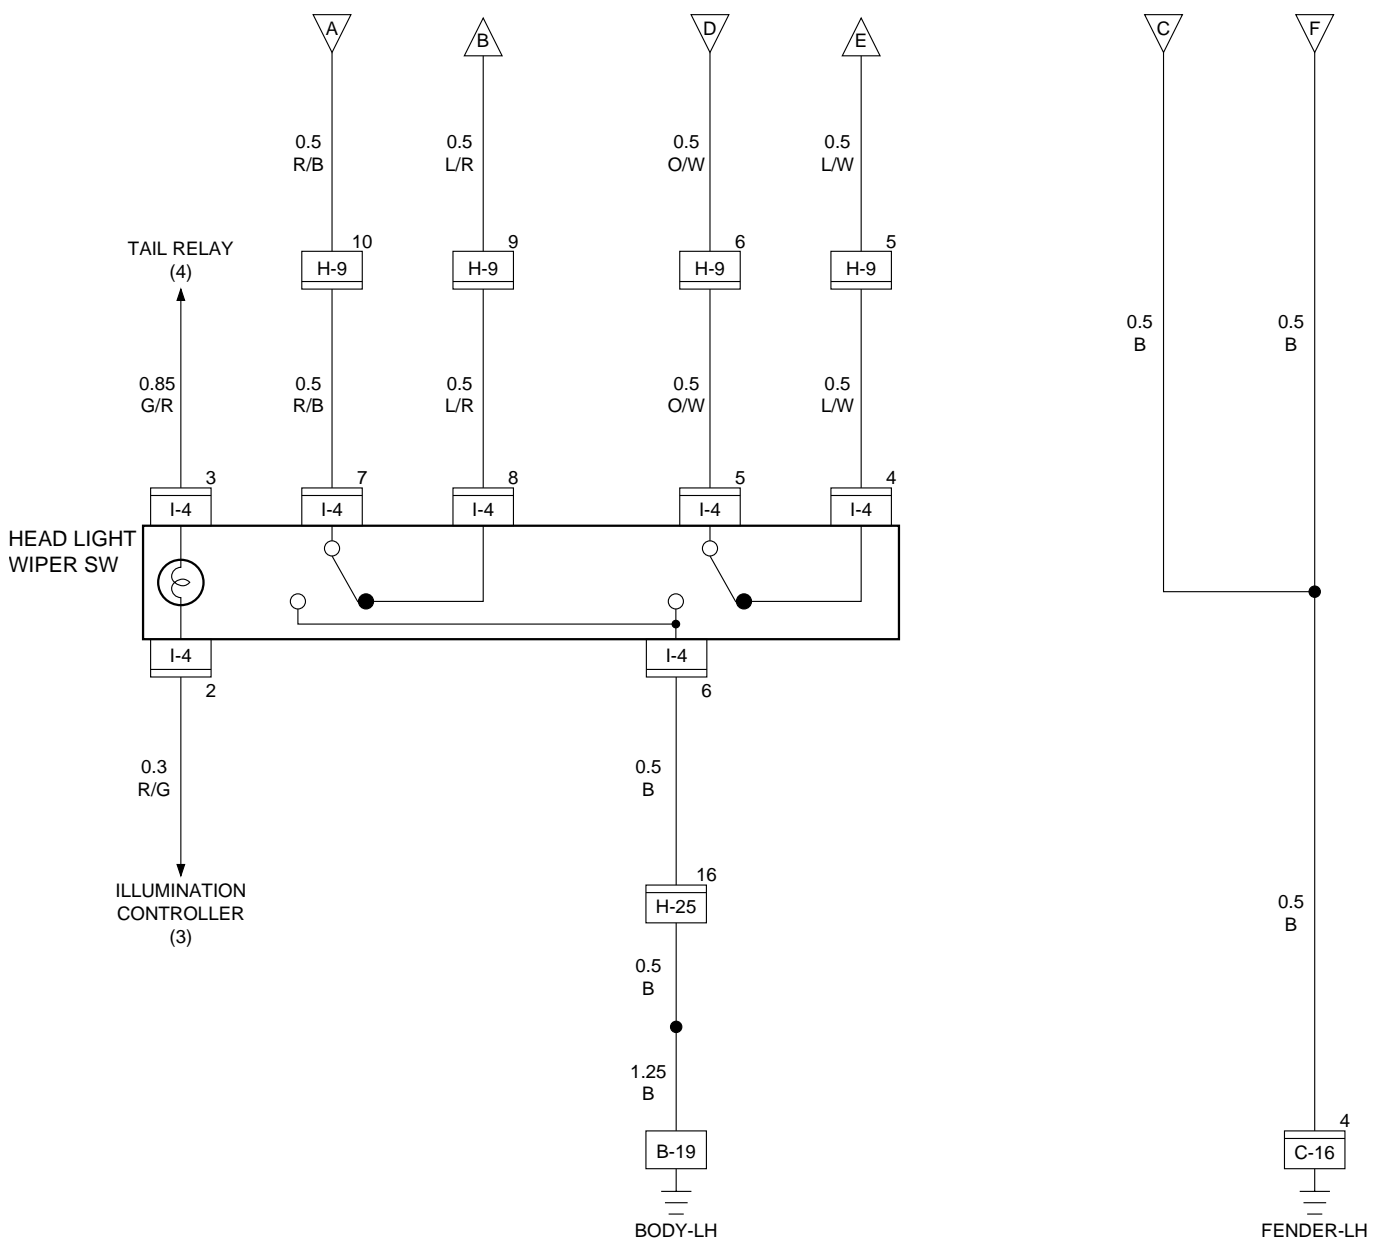 A
B
D
E
C
F
0.5
R/B
0.5
L/R
0.5
O/W
0.5
L/W
TAIL RELAY
(4)
10
H-9
9
H-9
6
H-9
5
H-9
0.5
B
0.5
B
0.85
G/R
0.5
R/B
0.5
L/R
0.5
O/W
0.5
L/W
3
I-4
7
I-4
8
I-4
5
I-4
4
I-4
HEAD LIGHT
WIPER SW
I-4
2
I-4
6
0.3
R/G
0.5
B
ILLUMINATION
CONTROLLER
(3)
16
H-25
0.5
B
0.5
B
1.25
B
B-19
BODY-LH
4
C-16
FENDER-LH